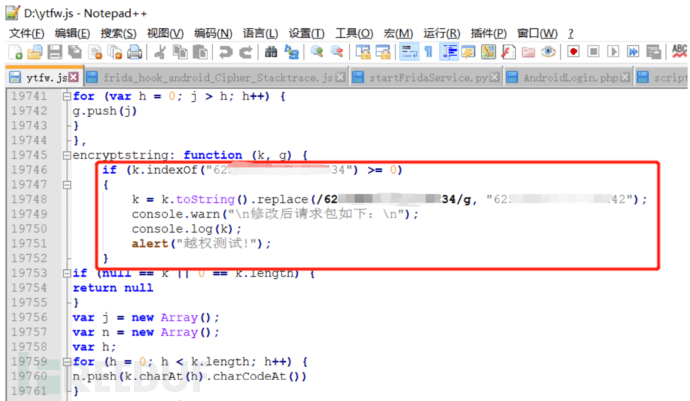 D:\ytfw.js - Notepad++
文件(F) 编辑(E) 搜索(S) 视图(V) 编码(N) 语言(L) 设置(T) 工具(O) 宏(M) 运行(R) 插件(P) 窗口(W) ?
ytfw.js frida_hook_android_Cipher_Stacktrace.js startFridaService.py AndroidLogin.php script
19741 for (var h = 0; j > h; h++) {
19742 g.push(j)
19743 }
19744 },
19745 encryptstring: function (k, g) {
19746 if (k.indexOf("62 34") >= 0)
19747 {
19748 k = k.toString().replace(/62 34/g, "62 42");
19749 console.warn("\n修改后请求包如下：\n");
19750 console.log(k);
19751 alert("越权测试!");
19752 }
19753 if (null == k || 0 == k.length) {
19754 return null
19755 }
19756 var j = new Array();
19757 var n = new Array();
19758 var h;
19759 for (h = 0; h < k.length; h++) {
19760 n.push(k.charAt(h).charCodeAt())
19761 }
REEBUF